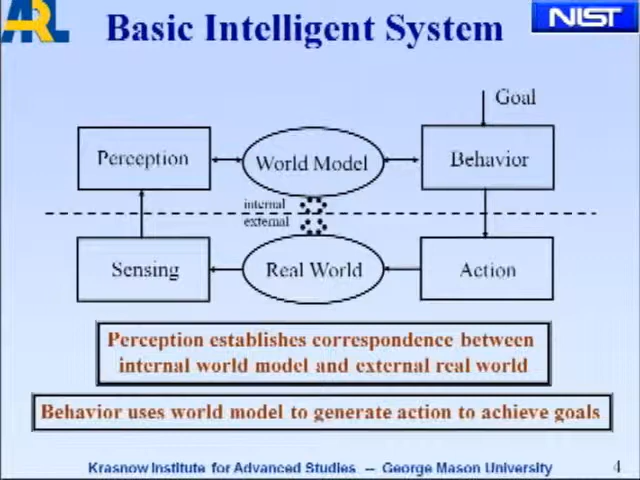 ARL
Basic Intelligent System
NIST
Goal
Perception
World Model
Behavior
internal
external
Sensing
Real World
Action
Perception establishes correspondence between
internal world model and external real world
Behavior uses world model to generate action to achieve goals
Krasnow Institute for Advanced Studies -- George Mason University
4